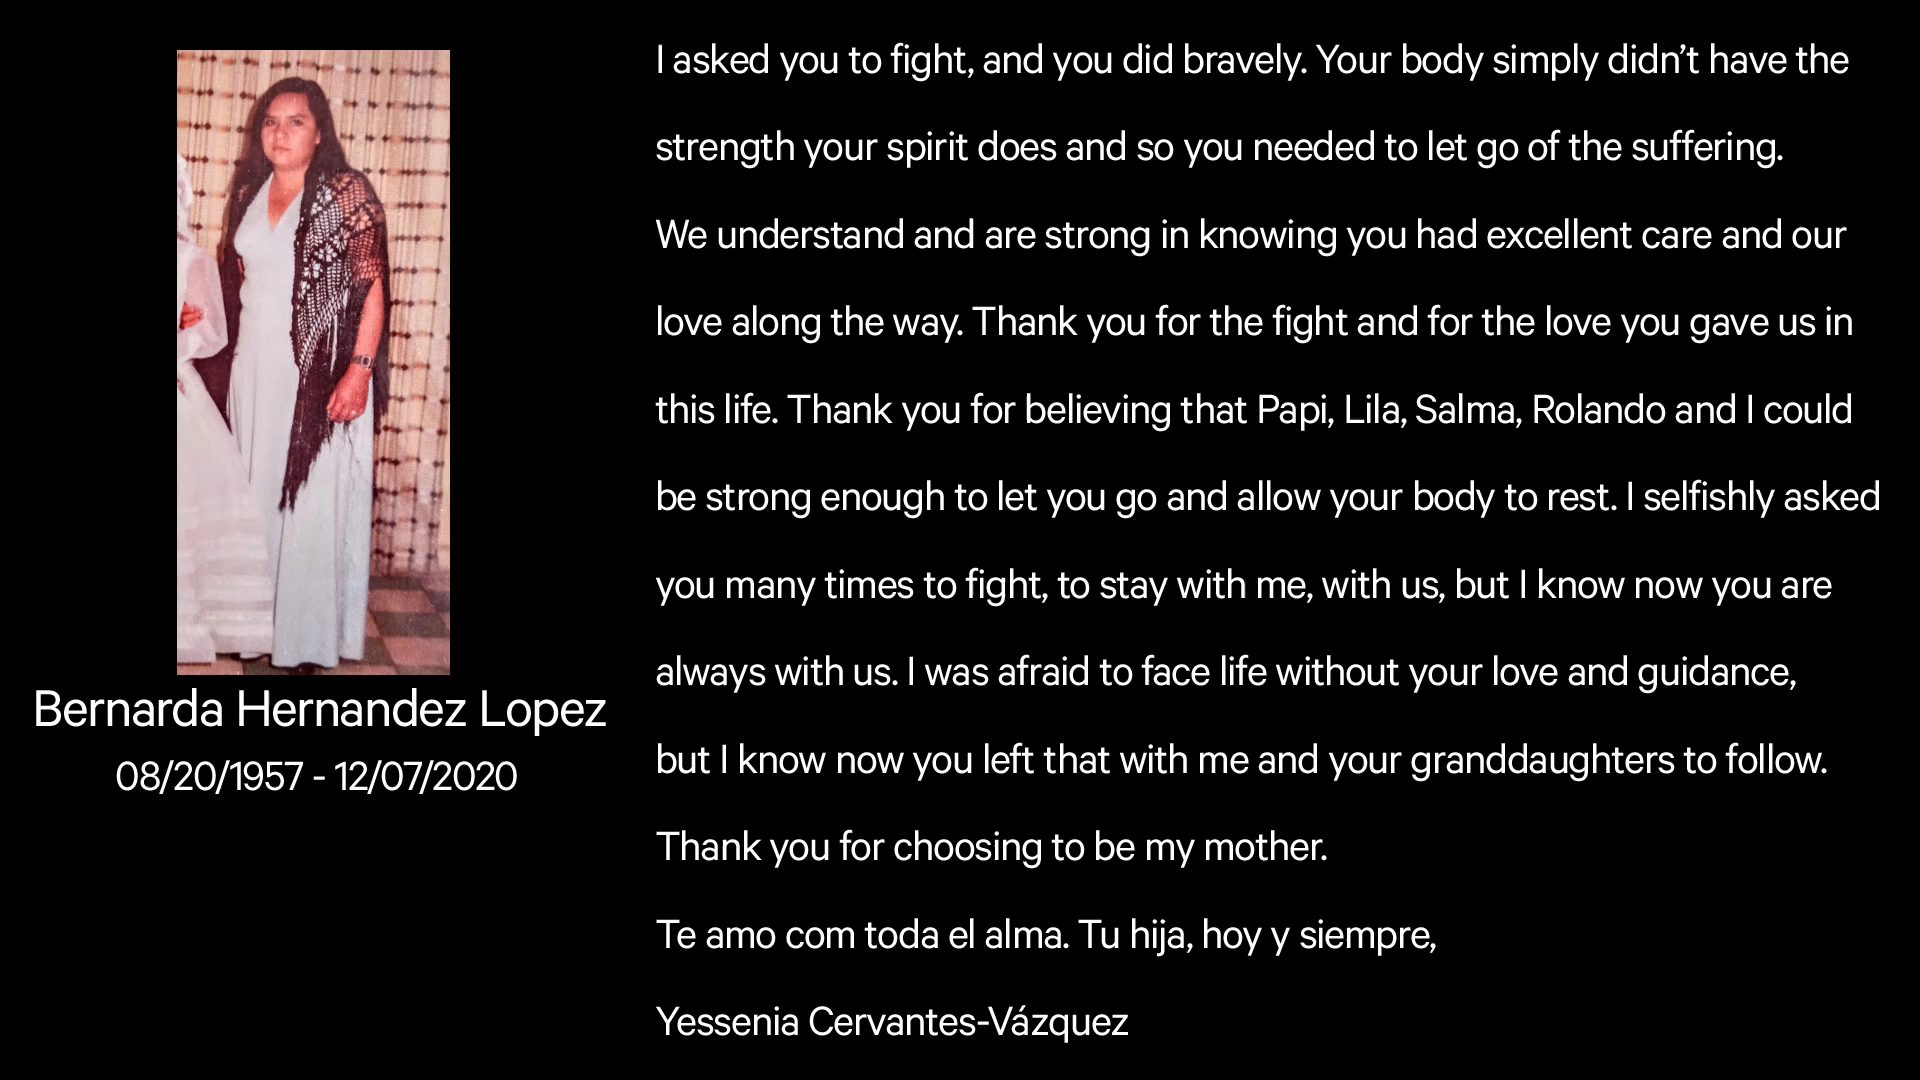 Bernarda Hernandez Lopez
08/20/1957 - 12/07/2020
I asked you to fight, and you did bravely. Your body simply didn’t have the
strength your spirit does and so you needed to let go of the suffering.
We understand and are strong in knowing you had excellent care and our
love along the way. Thank you for the fight and for the love you gave us in
this life. Thank you for believing that Papi, Lila, Salma, Rolando and I could
be strong enough to let you go and allow your body to rest. I selfishly asked
you many times to fight, to stay with me, with us, but I know now you are
always with us. I was afraid to face life without your love and guidance,
but I know now you left that with me and your granddaughters to follow.
Thank you for choosing to be my mother.
Te amo com toda el alma. Tu hija, hoy y siempre,
Yessenia Cervantes-Vázquez